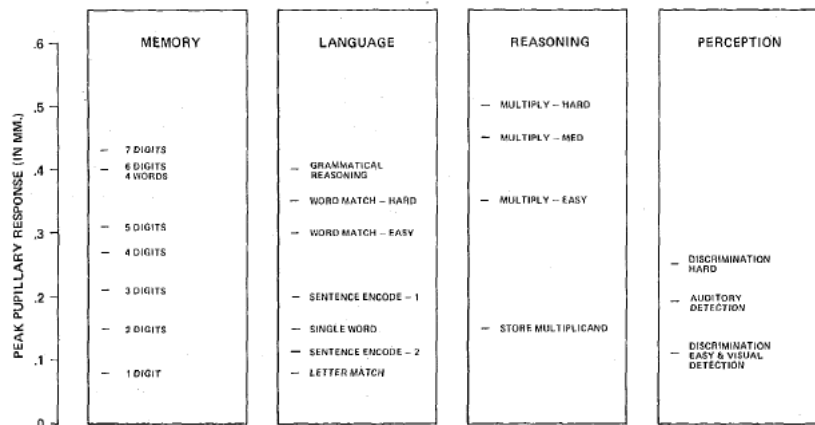 PEAK PUPILLARY RESPONSE (IN MM.)
.6
.5
.4
.3
.2
.1
0
MEMORY
7 DIGITS
6 DIGITS
4 WORDS
5 DIGITS
4 DIGITS
3 DIGITS
2 DIGITS
1 DIGIT
LANGUAGE
GRAMMATICAL
REASONING
WORD MATCH – HARD
WORD MATCH – EASY
SENTENCE ENCODE – 1
SINGLE WORD
SENTENCE ENCODE – 2
LETTER MATCH
REASONING
MULTIPLY – HARD
MULTIPLY – MED
MULTIPLY – EASY
STORE MULTIPLICAND
PERCEPTION
DISCRIMINATION
HARD
AUDITORY
DETECTION
DISCRIMINATION
EASY & VISUAL
DETECTION